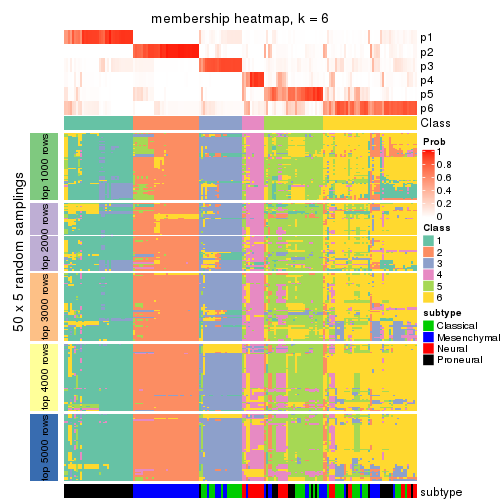 membership heatmap, k = 6
p1
p2
p3
p4
p5
p6
Class
50 x 5 random samplings
top 1000 rows
top 2000 rows
top 3000 rows
top 4000 rows
top 5000 rows
Prob
1
0.8
0.6
0.4
0.2
0
Class
1
2
3
4
5
6
subtype
Classical
Mesenchymal
Neural
Proneural
subtype